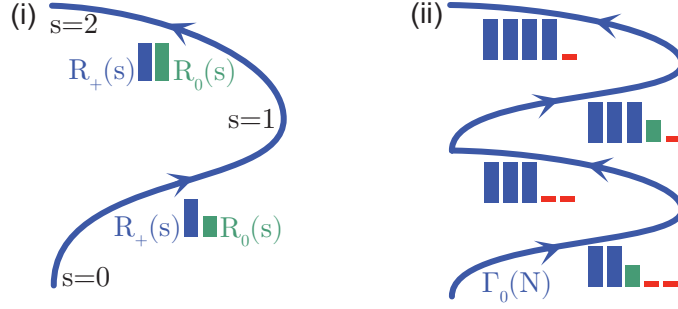 (i)
s=2
R₊(s) R₀(s)
s=1
R₊(s) R₀(s)
s=0
(ii)
Γ₀(N)